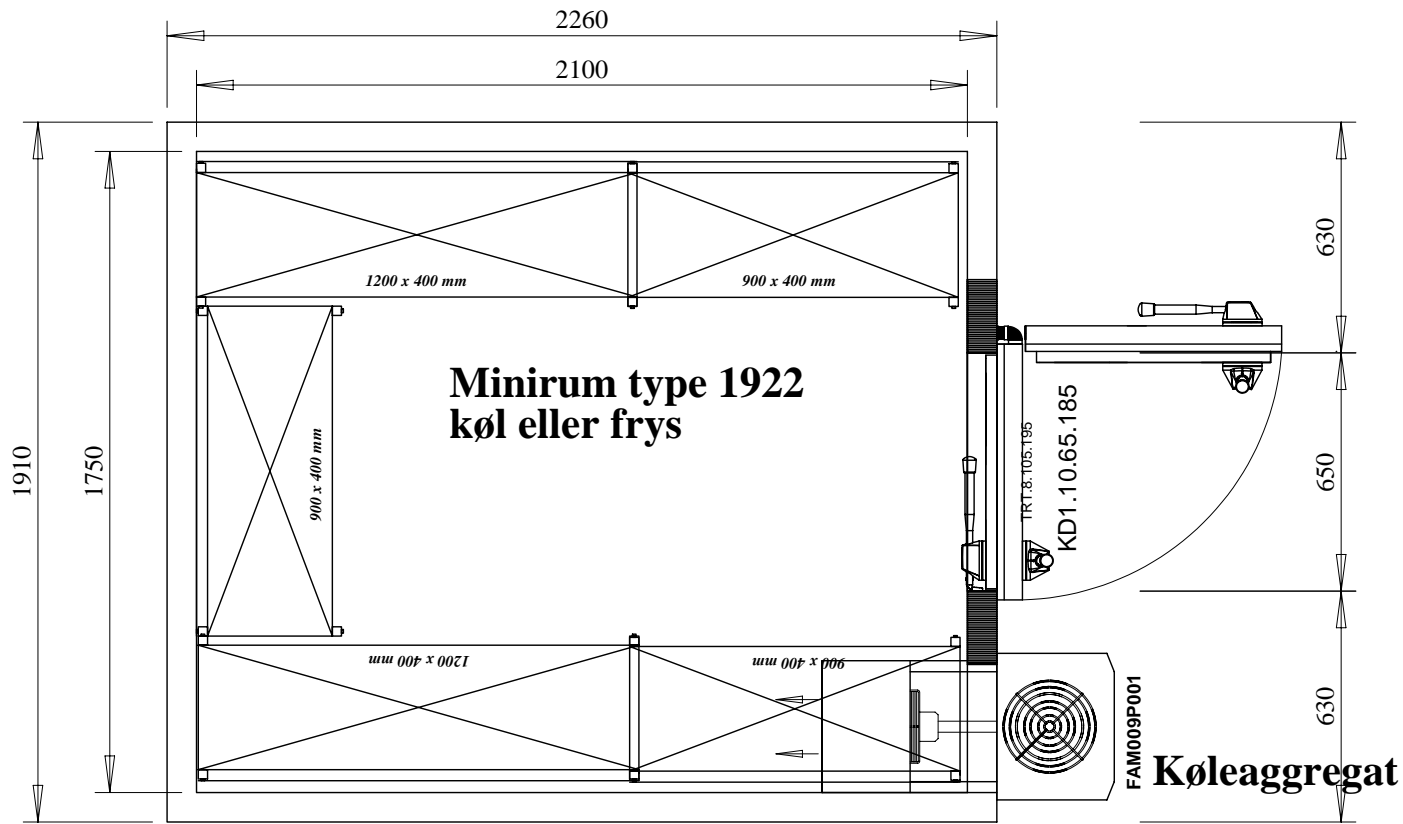 2260
2100
1910
1750
1200 x 400 mm
900 x 400 mm
630
Minirum type 1922
køl eller frys
900 x 400 mm
TRT.8.105.195
KD1.10.65.185
650
1200 x 400 mm
900 x 400 mm
630
FAM009P001
Køleaggregat